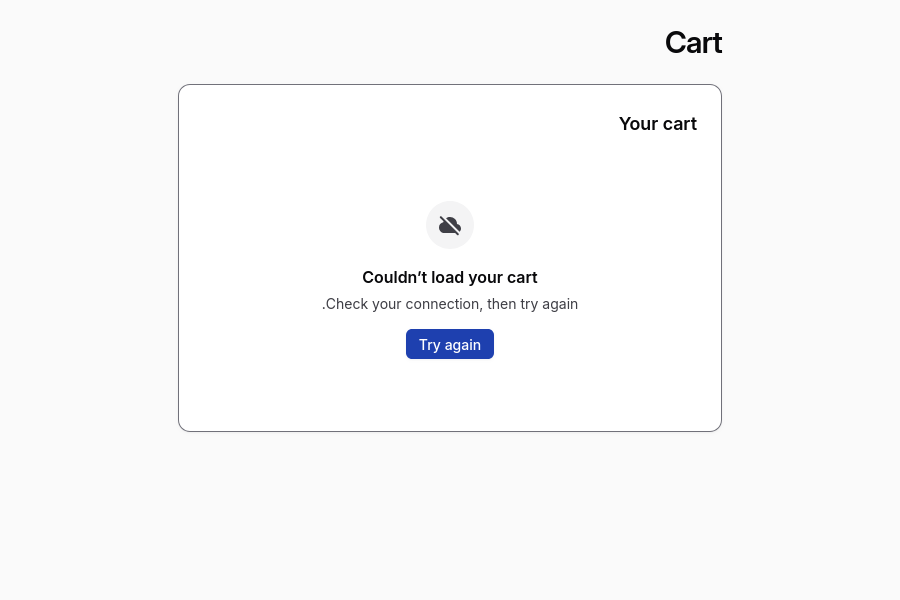 Cart
Your cart
Couldn’t load your cart
.Check your connection, then try again
Try again